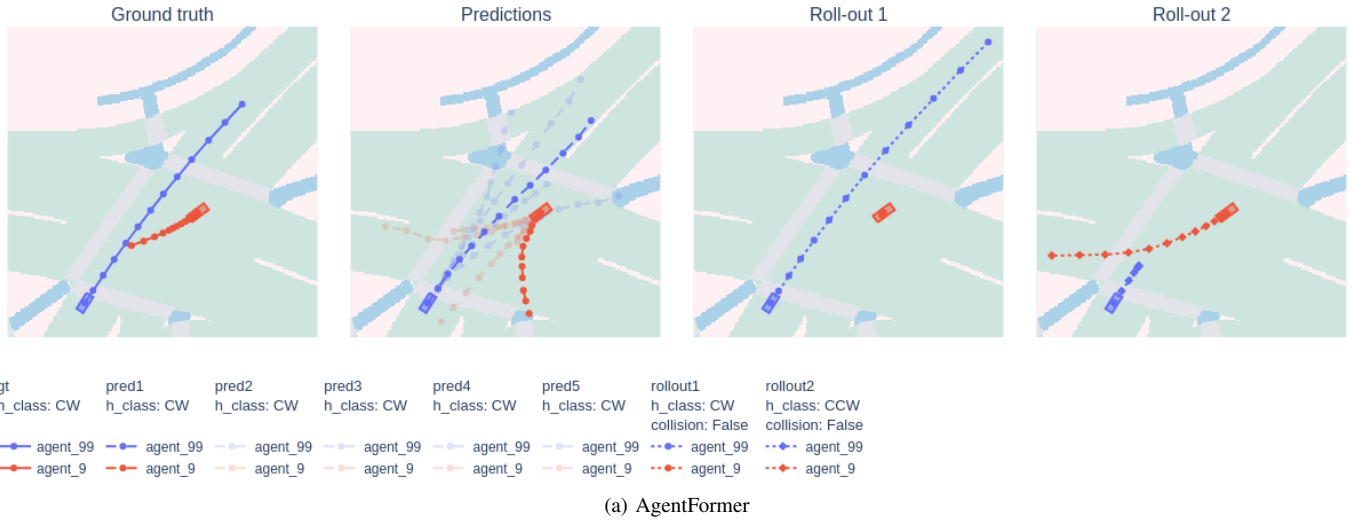 Ground truth Predictions Roll-out 1 Roll-out 2
gt pred1 pred2 pred3 pred4 pred5 rollout1 rollout2
h_class: CW h_class: CW h_class: CW h_class: CW h_class: CW h_class: CW h_class: CW h_class: CCW
collision: False collision: False
agent_99 agent_99 agent_99 agent_99 agent_99 agent_99 agent_99 agent_99
agent_9 agent_9 agent_9 agent_9 agent_9 agent_9 agent_9 agent_9
(a) AgentFormer